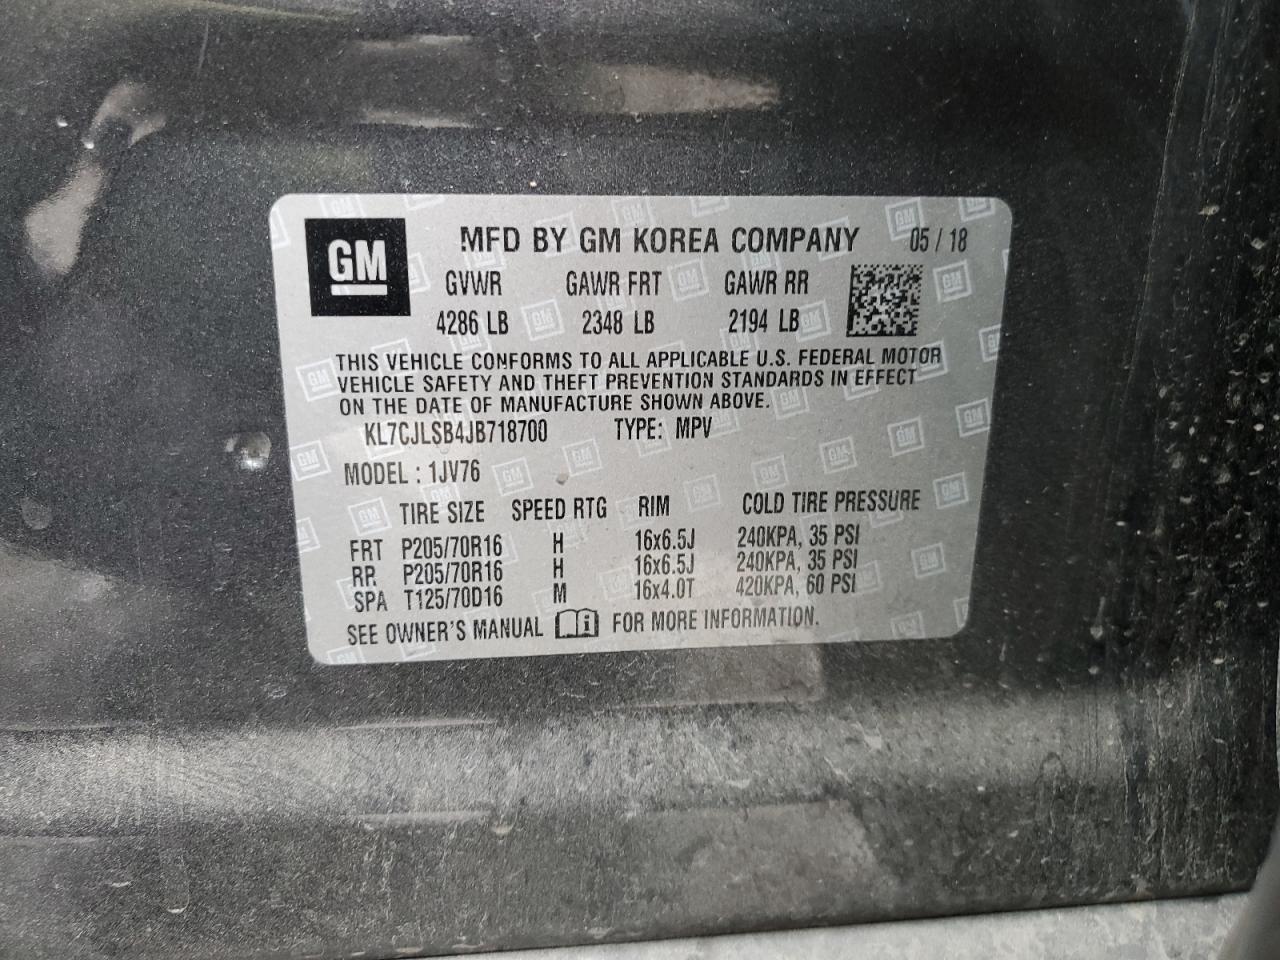 GM
MFD BY GM KOREA COMPANY 05 / 18
GVWR GAWR FRT GAWR RR
4286 LB 2348 LB 2194 LB
THIS VEHICLE CONFORMS TO ALL APPLICABLE U.S. FEDERAL MOTOR
VEHICLE SAFETY AND THEFT PREVENTION STANDARDS IN EFFECT
ON THE DATE OF MANUFACTURE SHOWN ABOVE.
KL7CJLSB4JB718700 TYPE: MPV
MODEL : 1JV76
TIRE SIZE SPEED RTG RIM COLD TIRE PRESSURE
FRT P205/70R16 H 16x6.5J 240KPA, 35 PSI
RR P205/70R16 H 16x6.5J 240KPA, 35 PSI
SPA T125/70D16 M 16x4.0T 420KPA, 60 PSI
SEE OWNER'S MANUAL i FOR MORE INFORMATION.